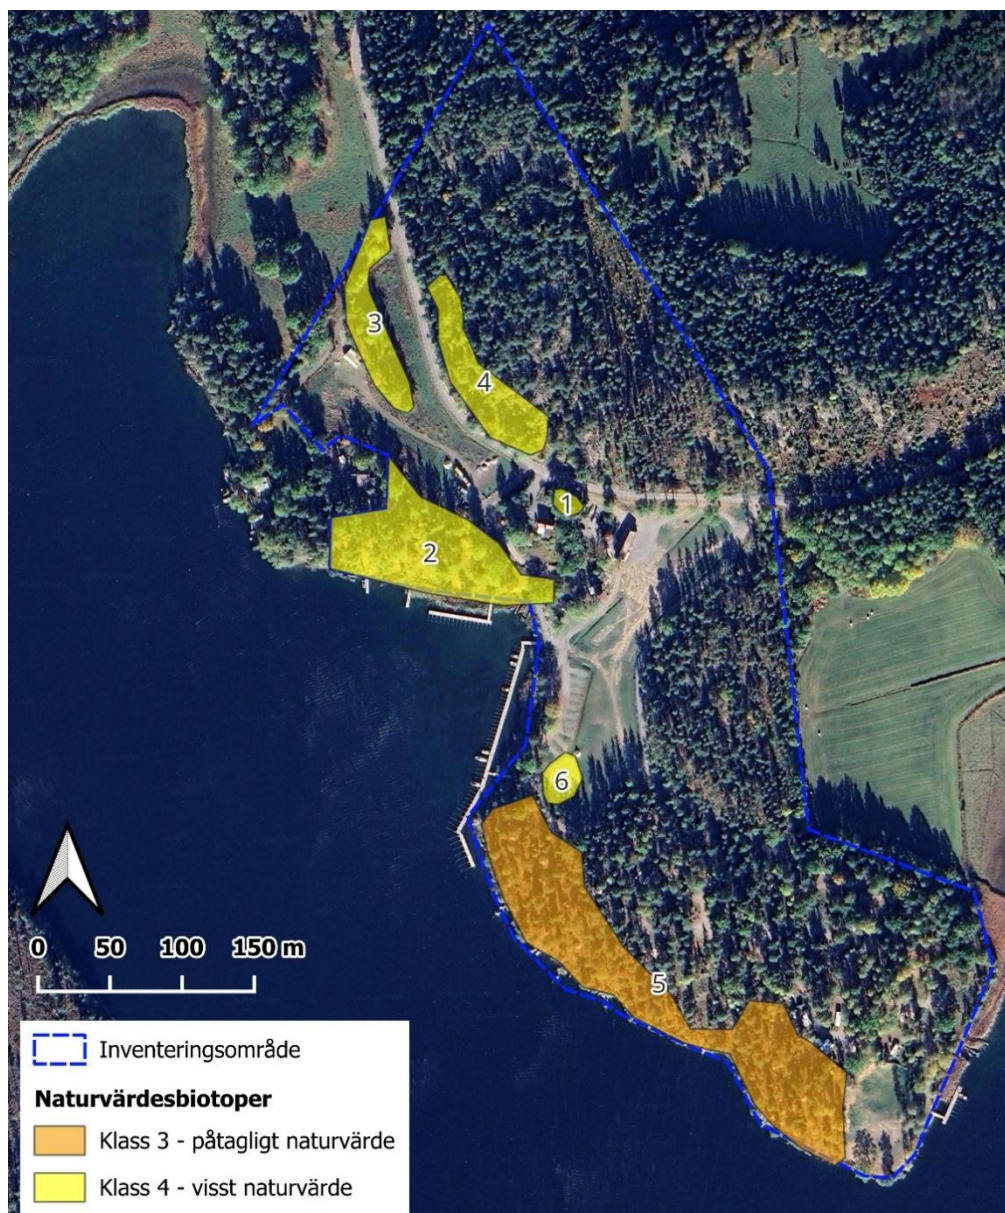 3
4
1
2
6
5
0 50 100 150 m
Inventeringsområde
Naturvärdesbiotoper
Klass 3 - påtagligt naturvärde
Klass 4 - visst naturvärde